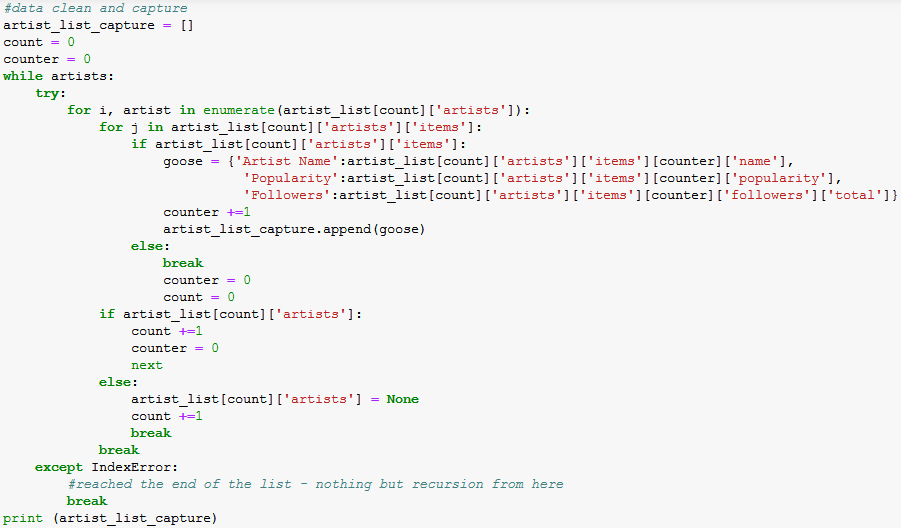 #data clean and capture
artist_list_capture = []
count = 0
counter = 0
while artists:
    try:
        for i, artist in enumerate(artist_list[count]['artists']):
            for j in artist_list[count]['artists']['items']:
                if artist_list[count]['artists']['items']:
                    goose = {'Artist Name':artist_list[count]['artists']['items'][counter]['name'],
                              'Popularity':artist_list[count]['artists']['items'][counter]['popularity'],
                              'Followers':artist_list[count]['artists']['items'][counter]['followers']['total']}
                    counter +=1
                    artist_list_capture.append(goose)
                else:
                    break
                    counter = 0
                    count = 0
            if artist_list[count]['artists']:
                count +=1
                counter = 0
                next
            else:
                artist_list[count]['artists'] = None
                count +=1
                break
            break
    except IndexError:
        #reached the end of the list - nothing but recursion from here
        break
print (artist_list_capture)